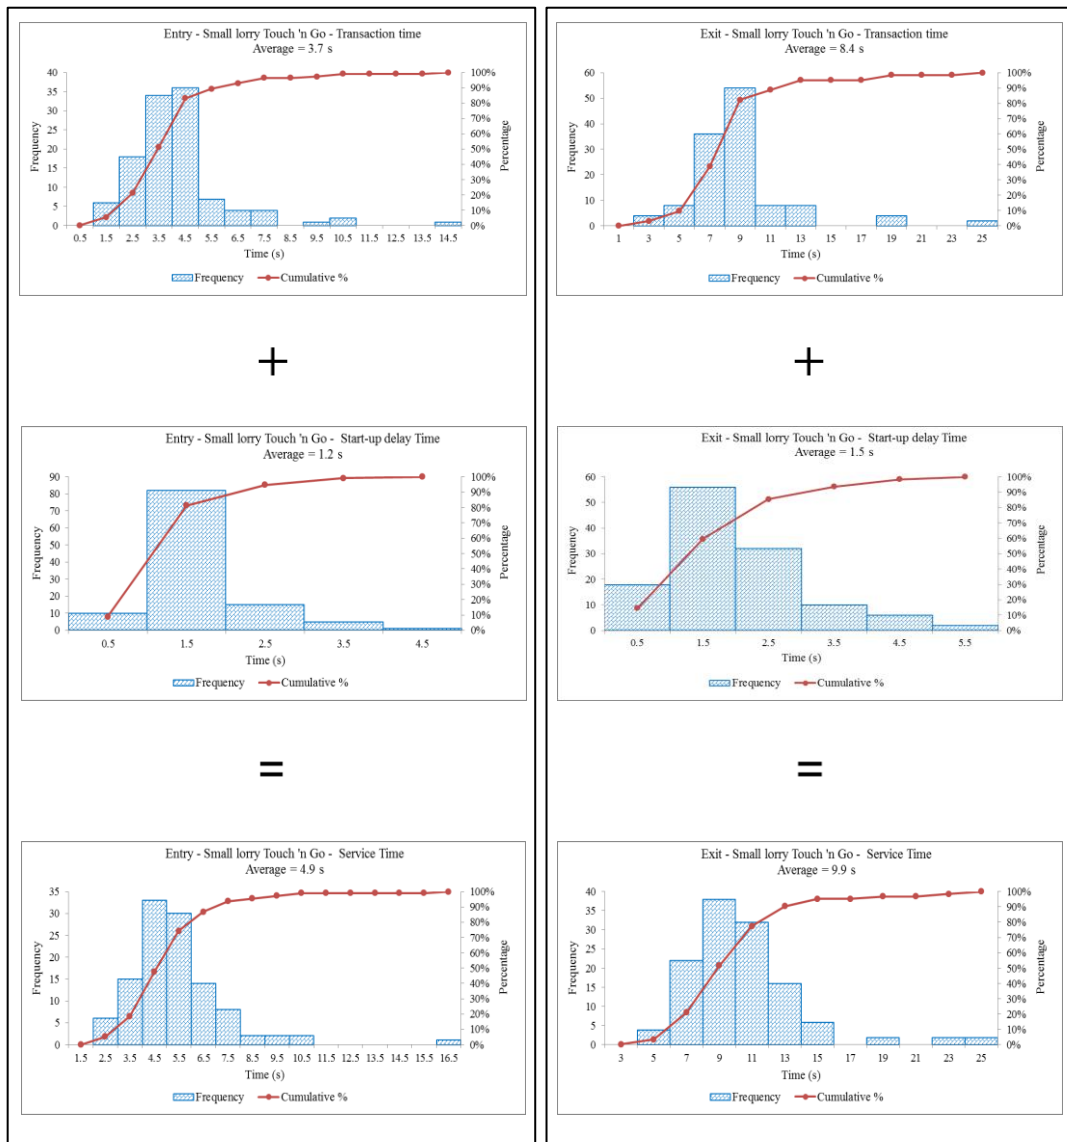 Entry - Small lorry Touch 'n Go - Transaction time
Average = 3.7 s
40
35
30
25
20
15
10
5
0
Frequency
100%
90%
80%
70%
60%
50%
40%
30%
20%
10%
0%
Percentage
0.5 1.5 2.5 3.5 4.5 5.5 6.5 7.5 8.5 9.5 10.5 11.5 12.5 13.5 14.5
Time (s)
Frequency Cumulative %
+
Entry - Small lorry Touch 'n Go - Start-up delay Time
Average = 1.2 s
90
80
70
60
50
40
30
20
10
0
Frequency
100%
90%
80%
70%
60%
50%
40%
30%
20%
10%
0%
Percentage
0.5 1.5 2.5 3.5 4.5
Time (s)
Frequency Cumulative %
=
Entry - Small lorry Touch 'n Go - Service Time
Average = 4.9 s
35
30
25
20
15
10
5
0
Frequency
100%
90%
80%
70%
60%
50%
40%
30%
20%
10%
0%
Percentage
1.5 2.5 3.5 4.5 5.5 6.5 7.5 8.5 9.5 10.5 11.5 12.5 13.5 14.5 15.5 16.5
Time (s)
Frequency Cumulative %
Exit - Small lorry Touch 'n Go - Transaction time
Average = 8.4 s
60
50
40
30
20
10
0
Frequency
100%
90%
80%
70%
60%
50%
40%
30%
20%
10%
0%
Percentage
1 3 5 7 9 11 13 15 17 19 21 23 25
Time (s)
Frequency Cumulative %
+
Exit - Small lorry Touch 'n Go - Start-up delay Time
Average = 1.5 s
60
50
40
30
20
10
0
Frequency
100%
90%
80%
70%
60%
50%
40%
30%
20%
10%
0%
Percentage
0.5 1.5 2.5 3.5 4.5 5.5
Time (s)
Frequency Cumulative %
=
Exit - Small lorry Touch 'n Go - Service Time
Average = 9.9 s
40
35
30
25
20
15
10
5
0
Frequency
100%
90%
80%
70%
60%
50%
40%
30%
20%
10%
0%
Percentage
3 5 7 9 11 13 15 17 19 21 23 25
Time (s)
Frequency Cumulative %